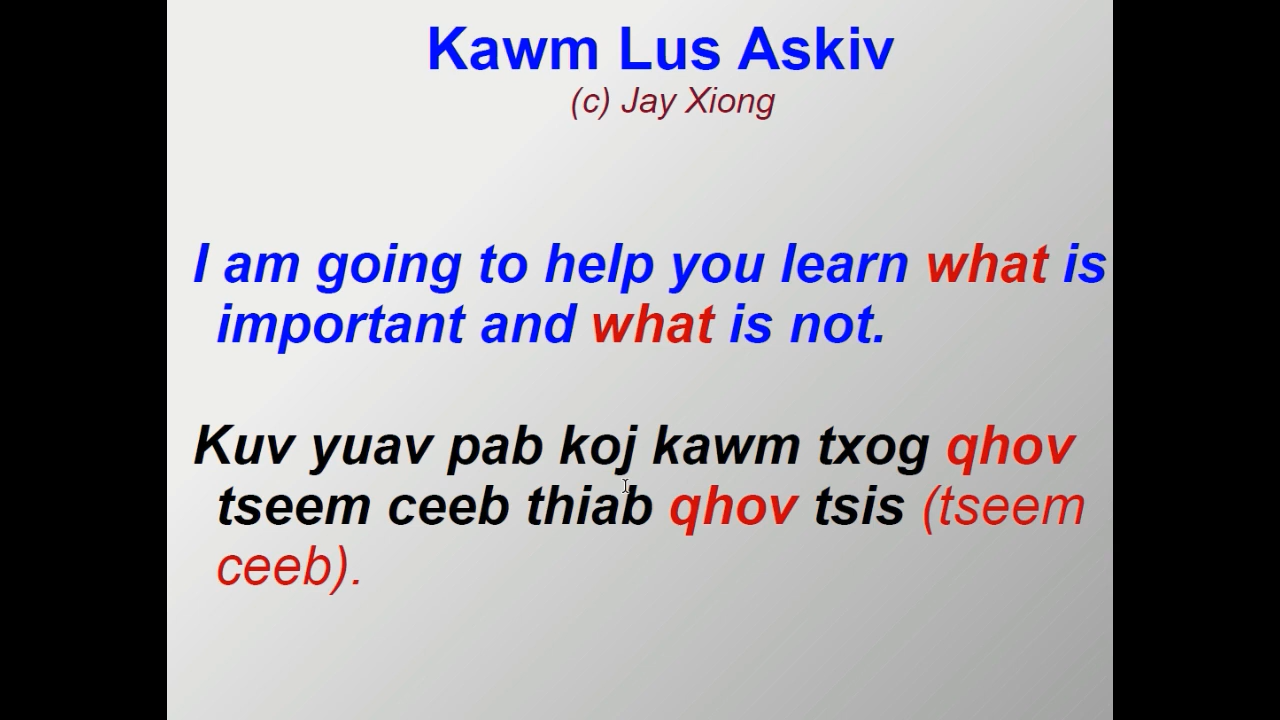 Kawm Lus Askiv
(c) Jay Xiong
I am going to help you learn what is
important and what is not.
Kuv yuav pab koj kawm txog qhov
tseem ceeb thiab qhov tsis (tseem
ceeb).